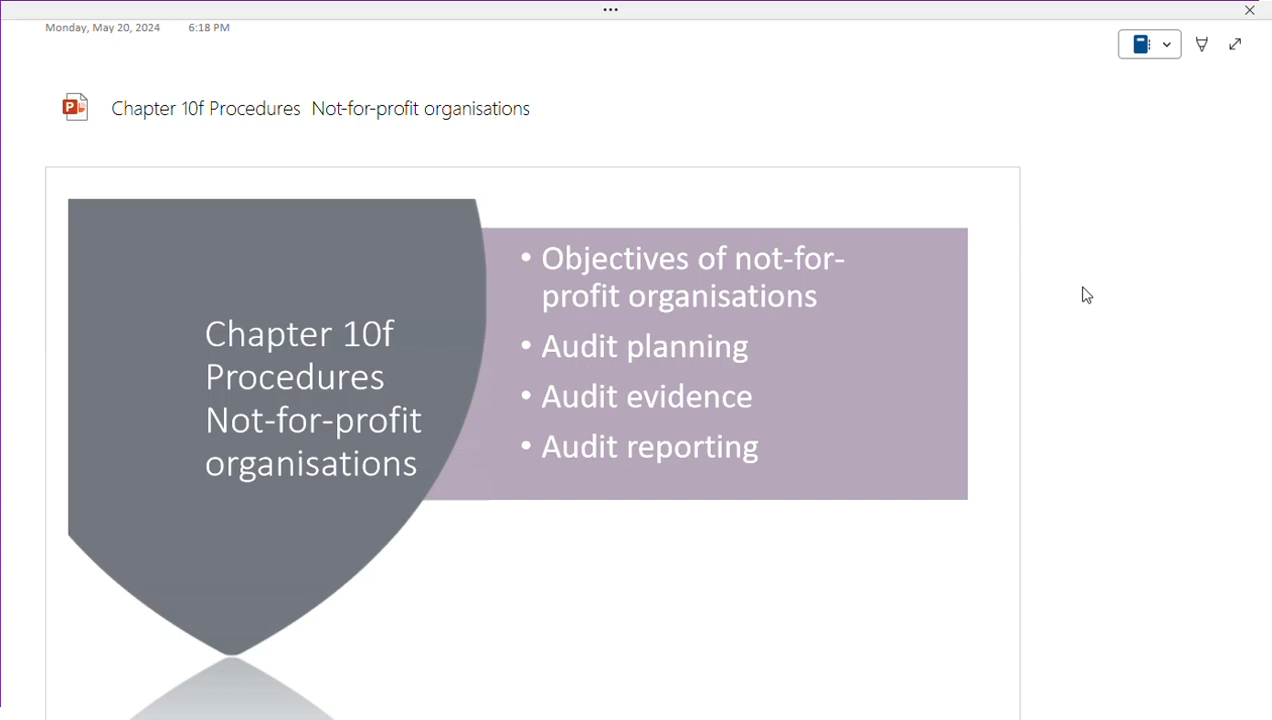 Monday, May 20, 2024 6:18 PM
P
Chapter 10f Procedures Not-for-profit organisations
Chapter 10f
Procedures
Not-for-profit
organisations
• Objectives of not-for-
profit organisations
• Audit planning
• Audit evidence
• Audit reporting